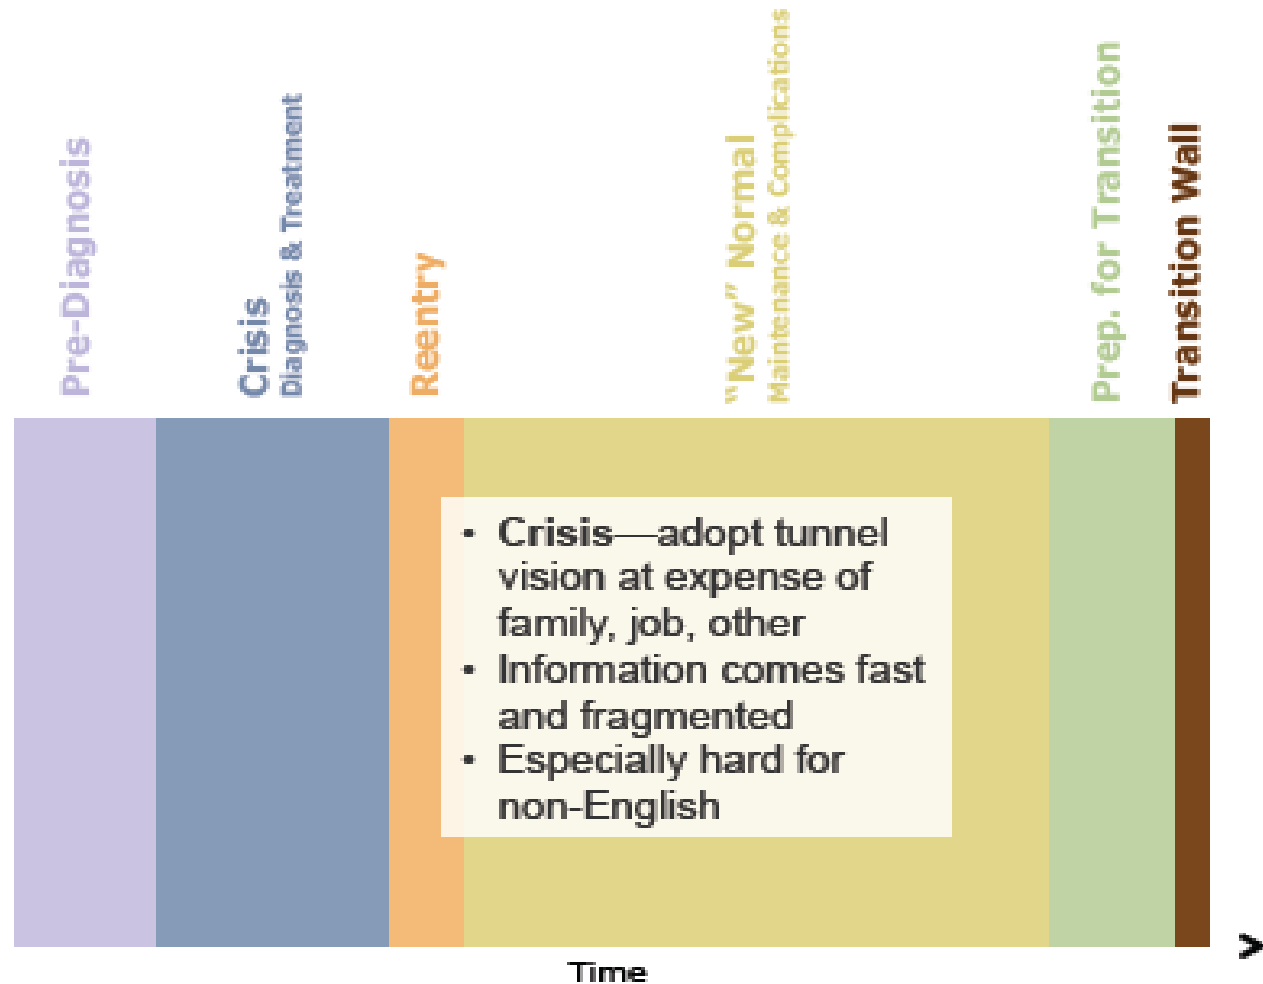 Pre-Diagnosis
Crisis
Diagnosis & Treatment
Reentry
“New” Normal
Maintenance & Complications
Prep. for Transition
Transition Wall
• Crisis—adopt tunnel
vision at expense of
family, job, other
• Information comes fast
and fragmented
• Especially hard for
non-English
Time